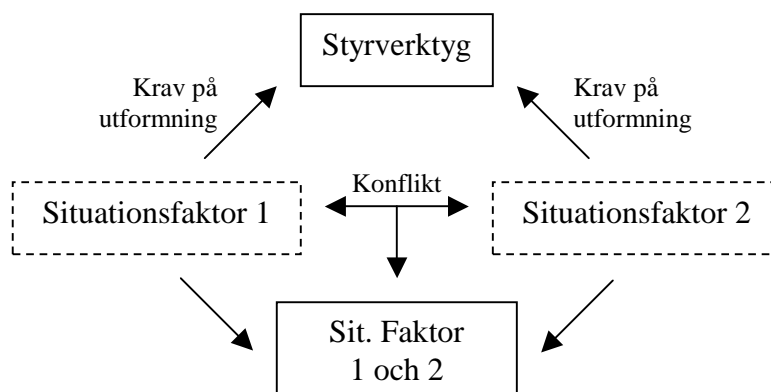 Styrverktyg
Krav på
utformning
Krav på
utformning
Situationsfaktor 1
Konflikt
Situationsfaktor 2
Sit. Faktor
1 och 2